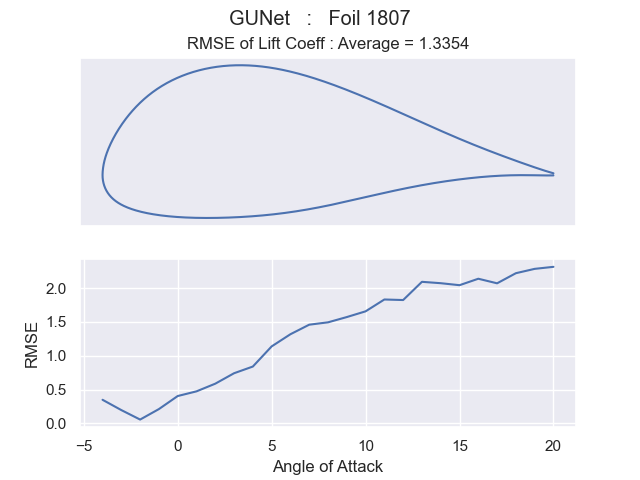 GUNet   :   Foil 1807
RMSE of Lift Coeff : Average = 1.3354
2.0
1.5
1.0
0.5
0.0
RMSE
−5 0 5 10 15 20
Angle of Attack